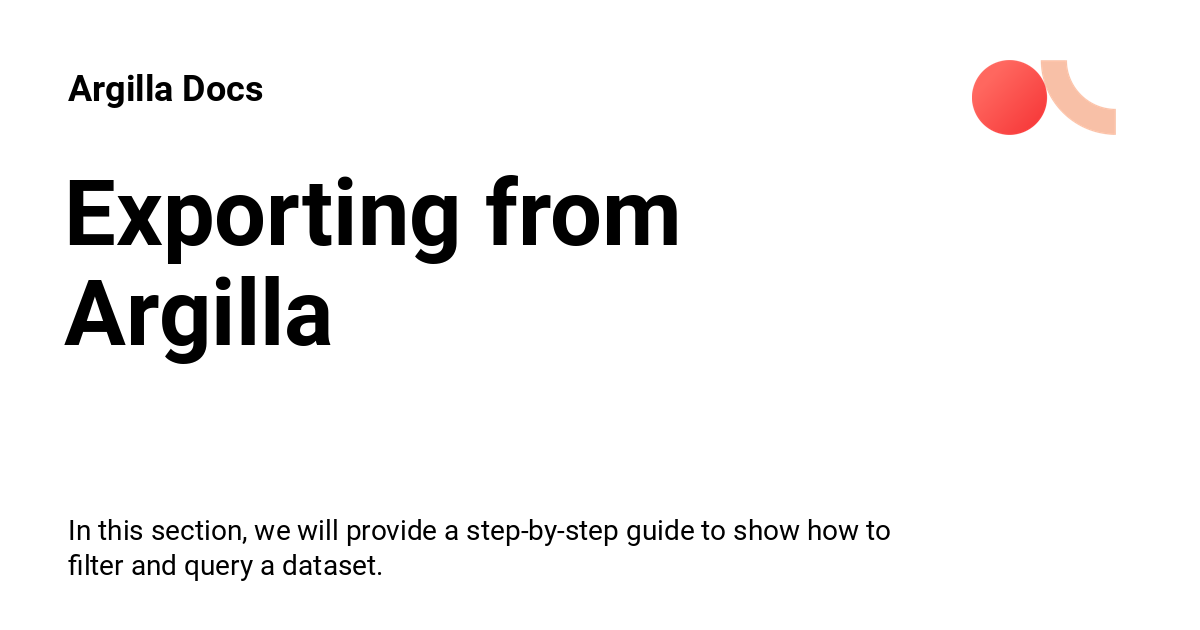 Argilla Docs
Exporting from
Argilla
In this section, we will provide a step-by-step guide to show how to
filter and query a dataset.